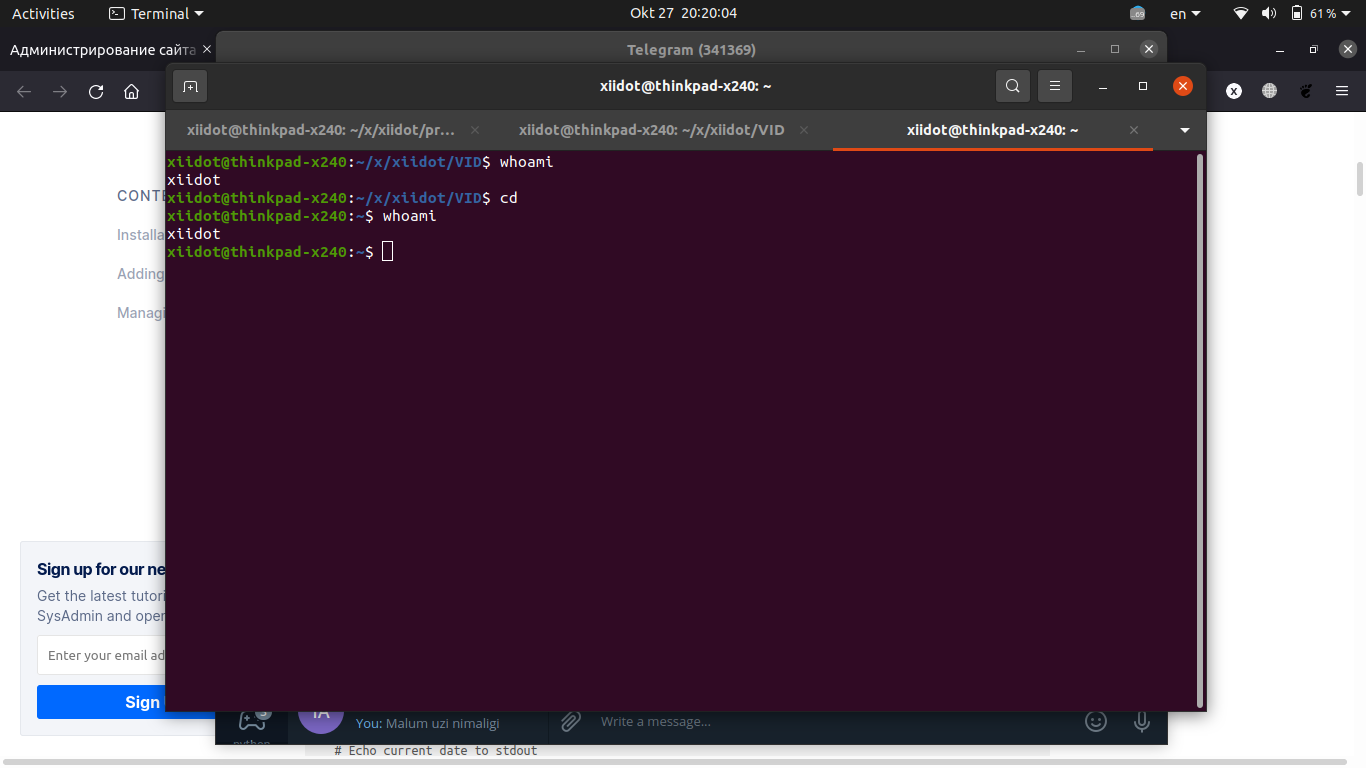 Activities
Terminal
Okt 27 20:20:04
en
61 %
Администрирование сайта
Telegram (341369)
xiidot@thinkpad-x240: ~
xiidot@thinkpad-x240: ~/x/xiidot/pr...
xiidot@thinkpad-x240: ~/x/xiidot/VID
xiidot@thinkpad-x240: ~
xiidot@thinkpad-x240:~/x/xiidot/VID$ whoami
xiidot
xiidot@thinkpad-x240:~/x/xiidot/VID$ cd
xiidot@thinkpad-x240:~$ whoami
xiidot
xiidot@thinkpad-x240:~$
CONTE
Installa
Adding
Managi
Sign up for our ne
Get the latest tutori
SysAdmin and oper
Enter your email ad
Sign
You: Malum uzi nimaligi
Write a message...
# Echo current date to stdout